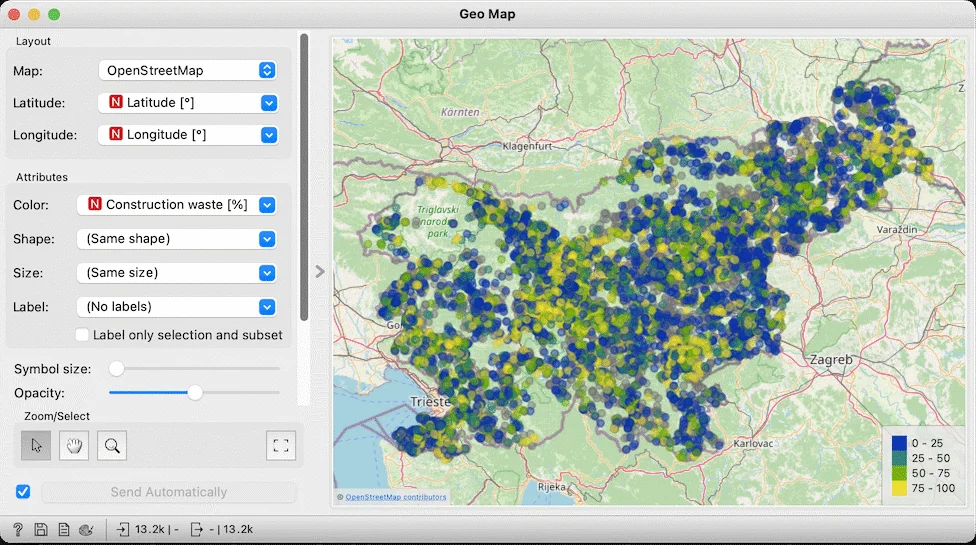 Geo Map
Layout
Map: OpenStreetMap
Latitude: N Latitude [°]
Longitude: N Longitude [°]
Attributes
Color: N Construction waste [%]
Shape: (Same shape)
Size: (Same size)
Label: (No labels)
Label only selection and subset
Symbol size:
Opacity:
Zoom/Select
Send Automatically
? 13.2k | - - | 13.2k
Kärnten
Klagenfurt
Triglavski
narod
park
Varaždin
Go
Zagreb
Trieste
Karlovac
Rijeka
© OpenStreetMap contributors
0 - 25
25 - 50
50 - 75
75 - 100